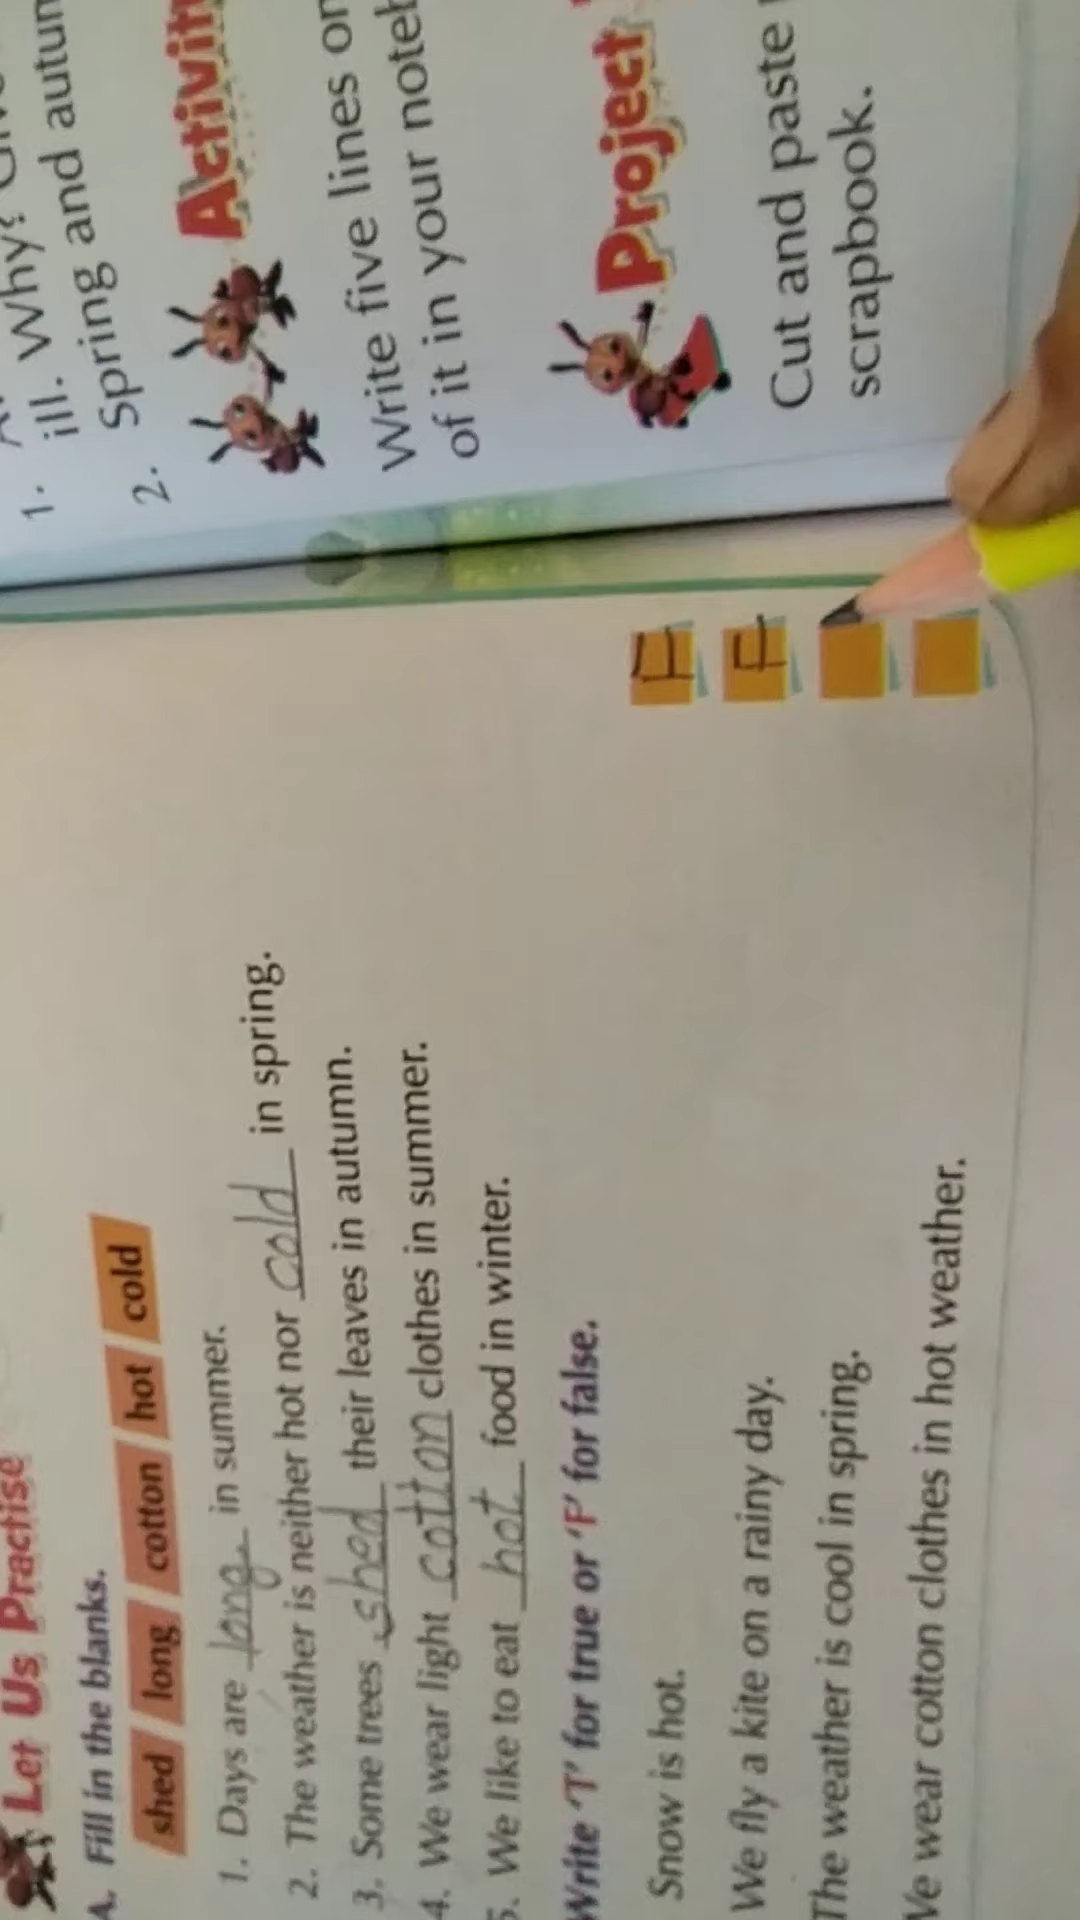 Let Us Practise
A. Fill in the blanks.
shed long cotton hot cold
1. Days are long in summer.
2. The weather is neither hot nor cold in spring.
3. Some trees shed their leaves in autumn.
4. We wear light cotton clothes in summer.
5. We like to eat hot food in winter.
Write 'T' for true or 'F' for false.
Snow is hot. F
We fly a kite on a rainy day. F
The weather is cool in spring.
We wear cotton clothes in hot weather.
1.
ill. Why?
2. Spring and
Activity
Write five lines
of it in your
Project
Cut and paste
scrapbook.